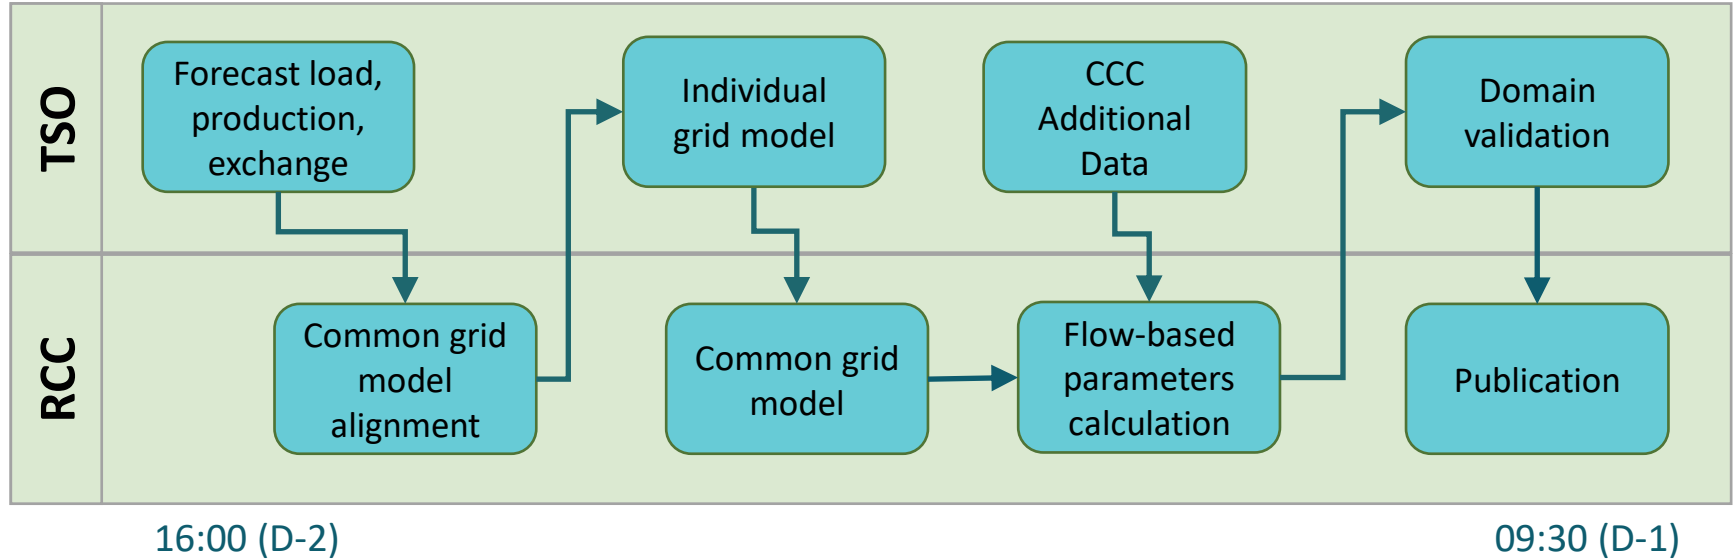 TSO
Forecast load,
production,
exchange
Individual
grid model
CCC
Additional
Data
Domain
validation
RCC
Common grid
model
alignment
Common grid
model
Flow-based
parameters
calculation
Publication
16:00 (D-2)
09:30 (D-1)